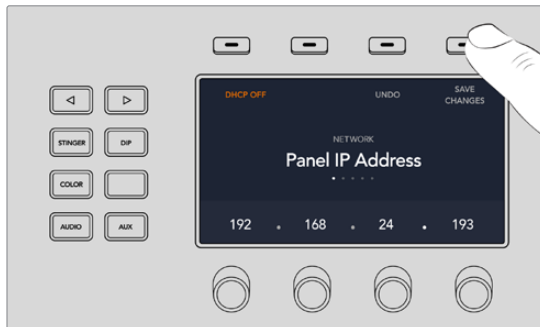 DHCP OFF
UNDO
SAVE
CHANGES
NETWORK
Panel IP Address
192 . 168 . 24 . 193
STINGER
DIP
COLOR
AUDIO
AUX